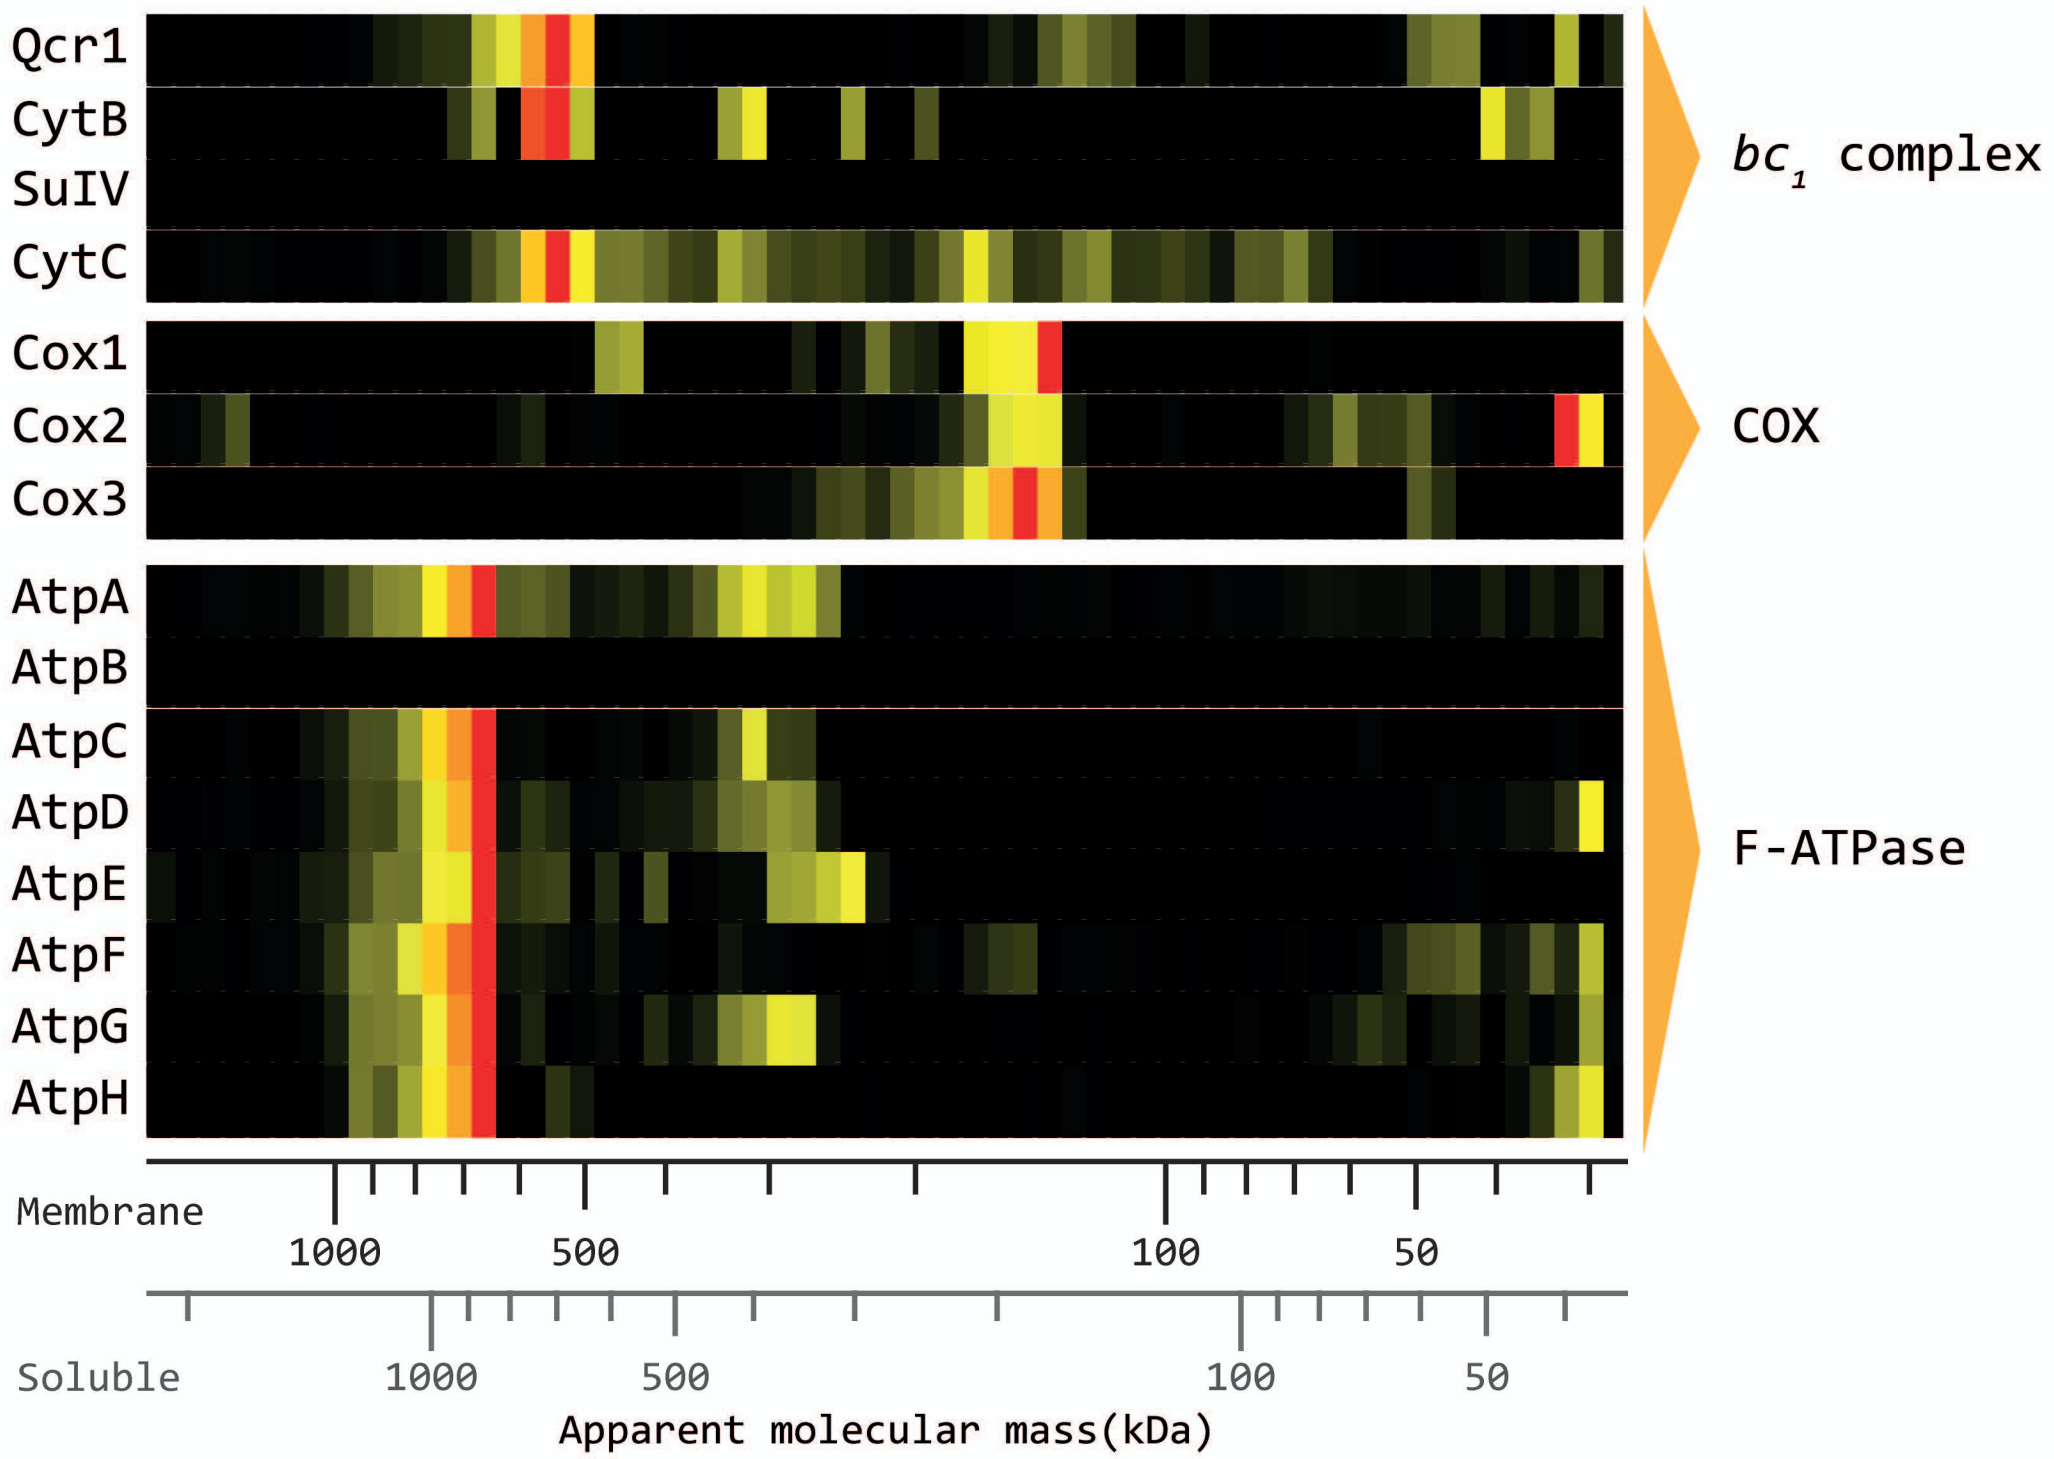 Qcr1
CytB
SuIV
CytC
bc1 complex
Cox1
Cox2
Cox3
COX
AtpA
AtpB
AtpC
AtpD
AtpE
AtpF
AtpG
AtpH
F-ATPase
Membrane
1000 500 100 50
Soluble
1000 500 100 50
Apparent molecular mass(kDa)